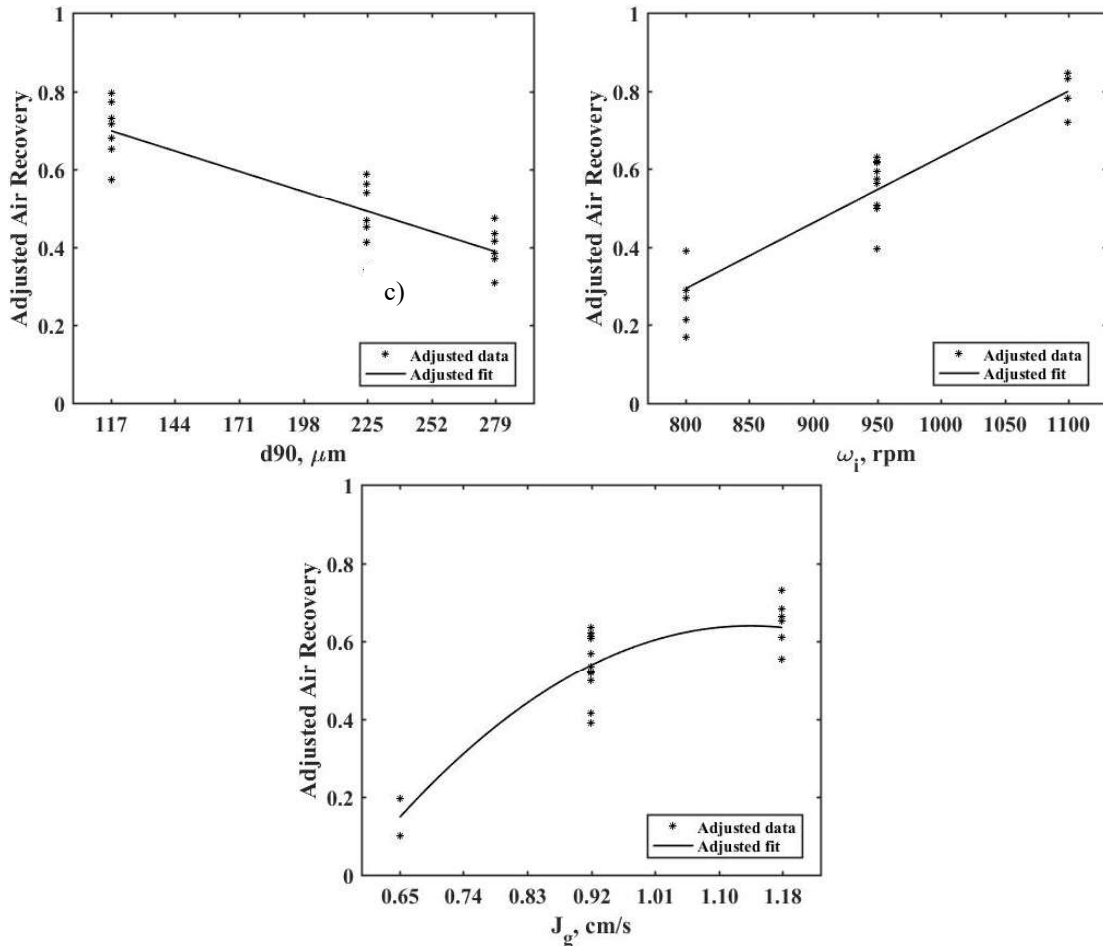 1
0.8
0.6
0.4
0.2
0
Adjusted Air Recovery
c)
* Adjusted data
Adjusted fit
117 144 171 198 225 252 279
d90, μm
1
0.8
0.6
0.4
0.2
0
Adjusted Air Recovery
* Adjusted data
Adjusted fit
800 850 900 950 1000 1050 1100
ωi, rpm
1
0.8
0.6
0.4
0.2
0
Adjusted Air Recovery
* Adjusted data
Adjusted fit
0.65 0.74 0.83 0.92 1.01 1.10 1.18
Jg, cm/s